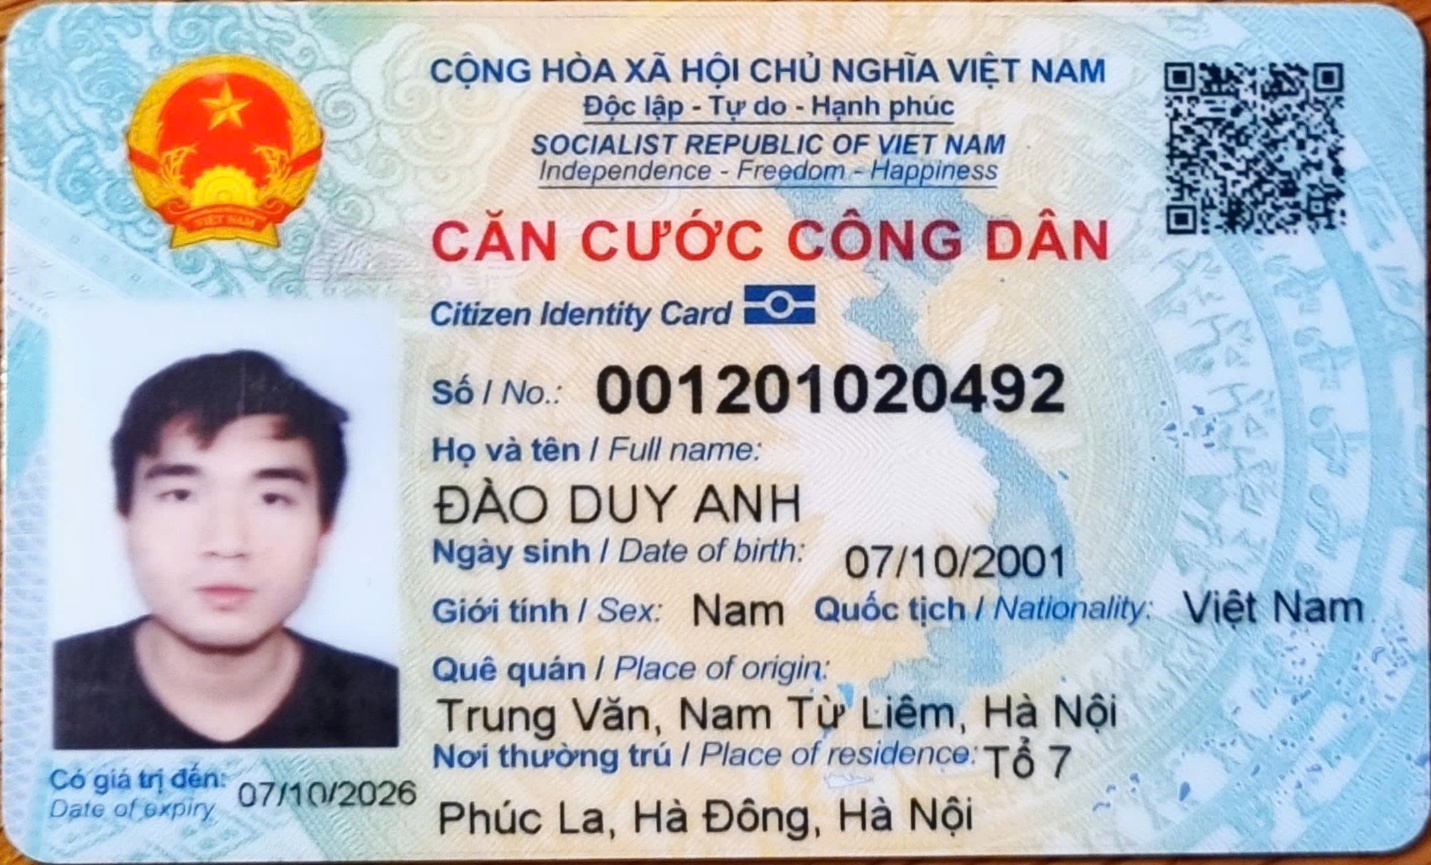 CỘNG HÒA XÃ HỘI CHỦ NGHĨA VIỆT NAM
Độc lập - Tự do - Hạnh phúc
SOCIALIST REPUBLIC OF VIET NAM
Independence - Freedom - Happiness
CĂN CƯỚC CÔNG DÂN
Citizen Identity Card
VIỆT NAM
Số / No.: 001201020492
Họ và tên / Full name:
ĐÀO DUY ANH
Ngày sinh / Date of birth: 07/10/2001
Giới tính / Sex: Nam Quốc tịch / Nationality: Việt Nam
Quê quán / Place of origin:
Trung Văn, Nam Từ Liêm, Hà Nội
Nơi thường trú / Place of residence: Tổ 7
Phúc La, Hà Đông, Hà Nội
Có giá trị đến: 07/10/2026
Date of expiry